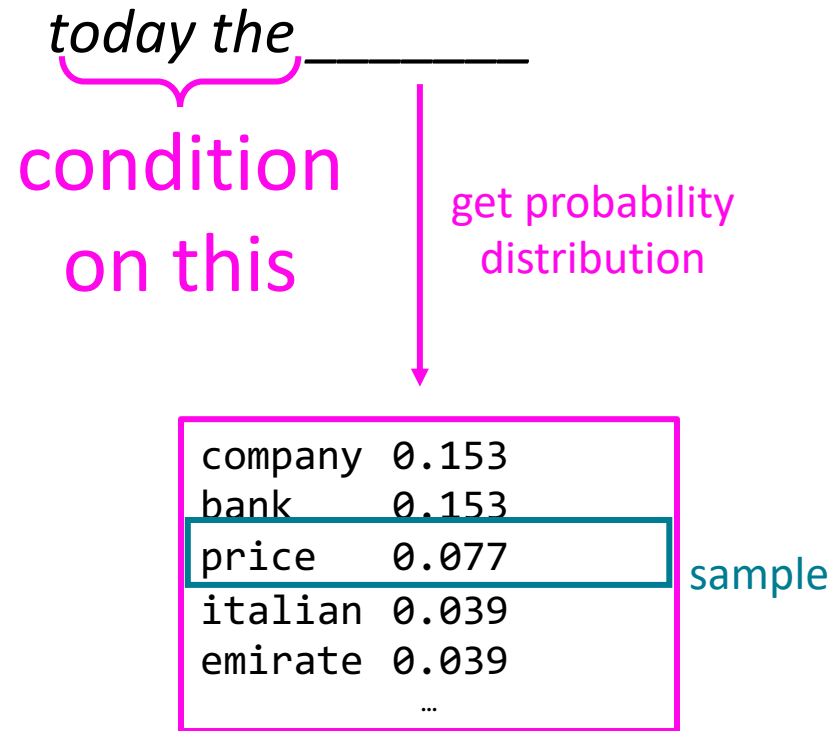 today the _______
condition
on this
get probability
distribution
company 0.153
bank 0.153
price 0.077
italian 0.039
emirate 0.039
…
sample